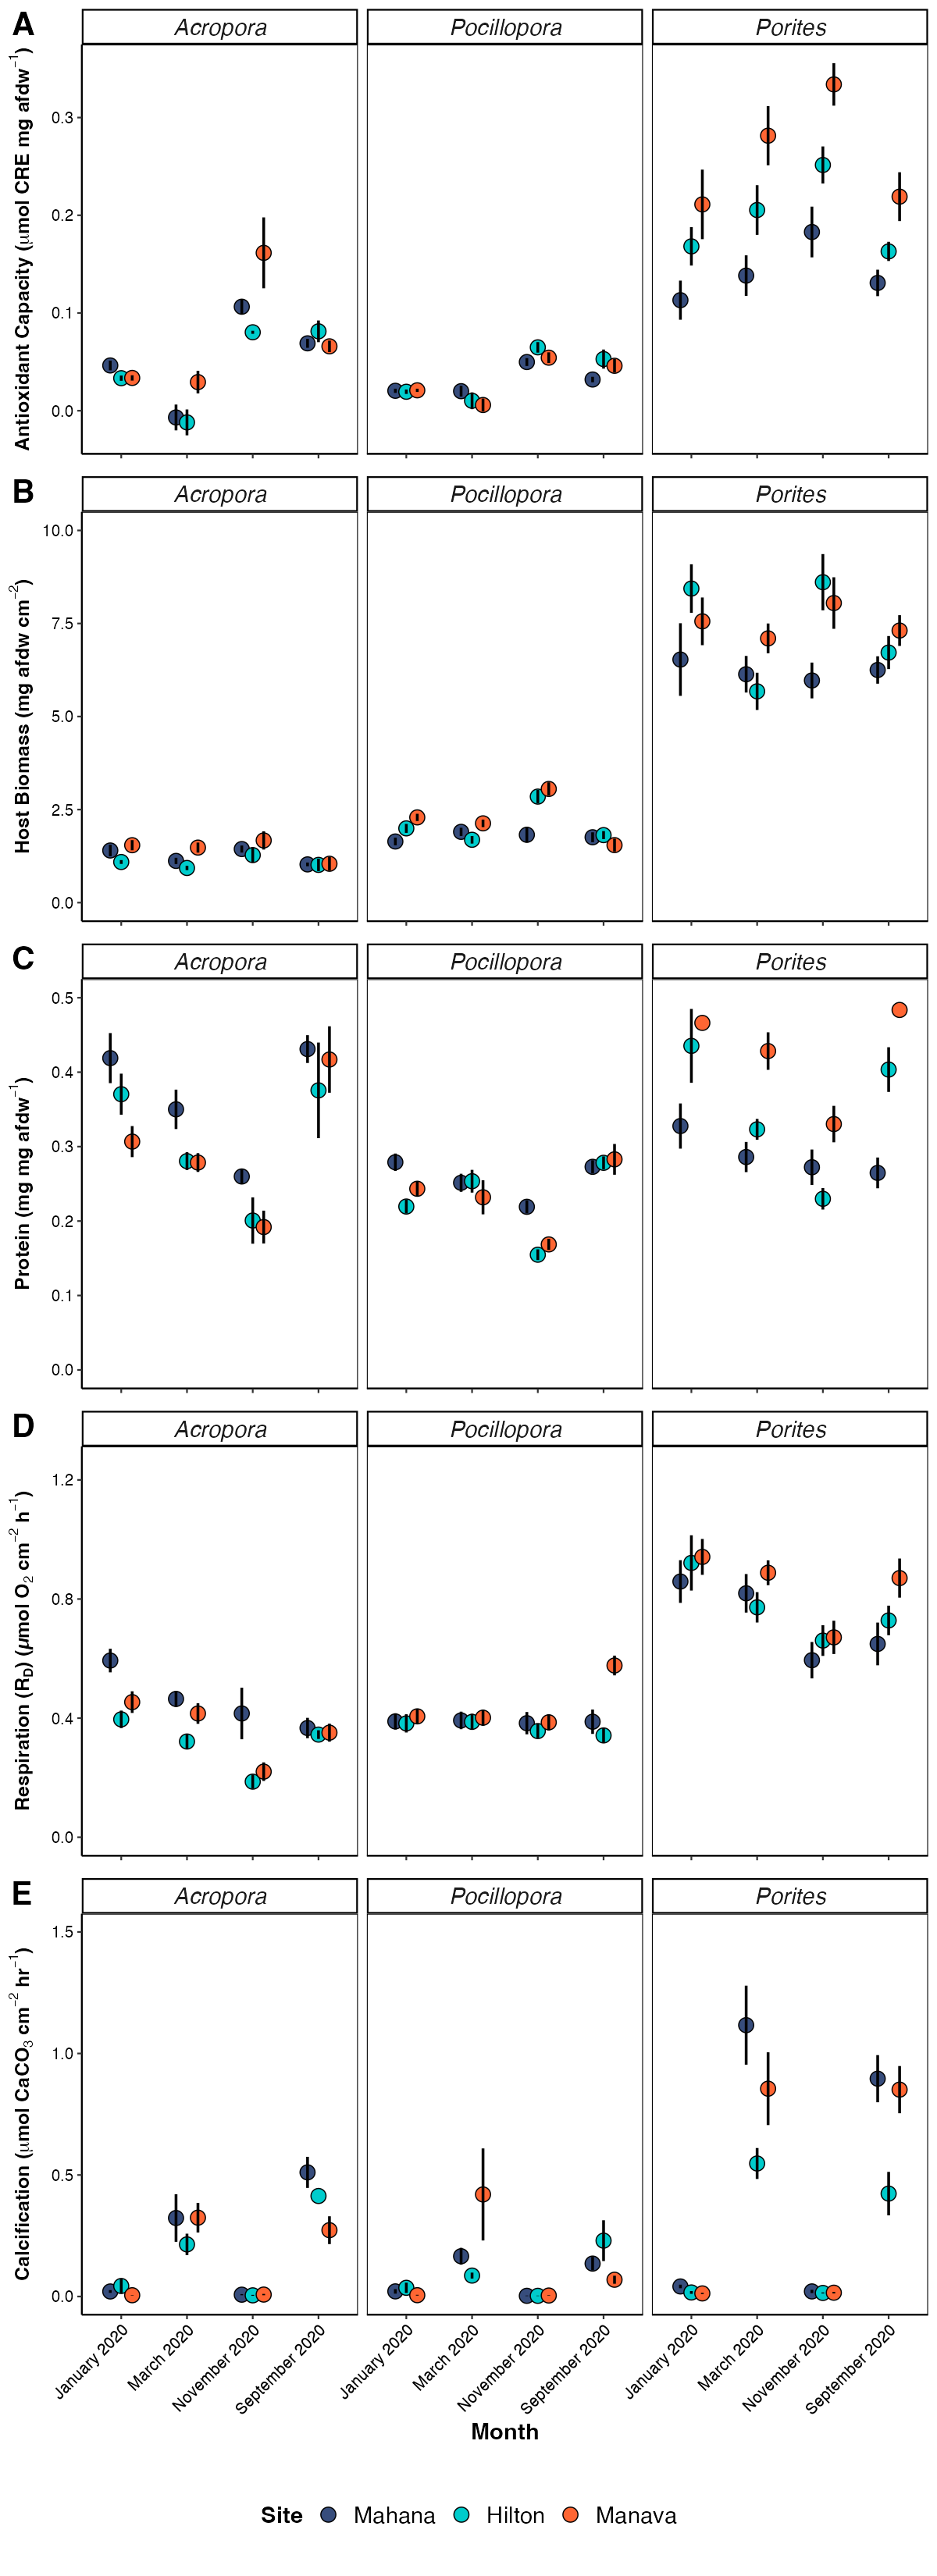 A
Acropora
Pocillopora
Porites
Antioxidant Capacity (μmol CRE mg afdw⁻¹)
0.3
0.2
0.1
0.0
B
Acropora
Pocillopora
Porites
Host Biomass (mg afdw cm⁻²)
10.0
7.5
5.0
2.5
0.0
C
Acropora
Pocillopora
Porites
Protein (mg mg afdw⁻¹)
0.5
0.4
0.3
0.2
0.1
0.0
D
Acropora
Pocillopora
Porites
Respiration (R_D) (μmol O₂ cm⁻² h⁻¹)
1.2
0.8
0.4
0.0
E
Acropora
Pocillopora
Porites
Calcification (μmol CaCO₃ cm⁻² hr⁻¹)
1.5
1.0
0.5
0.0
January 2020
March 2020
November 2020
September 2020
January 2020
March 2020
November 2020
September 2020
January 2020
March 2020
November 2020
September 2020
Month
Site Mahana Hilton Manava